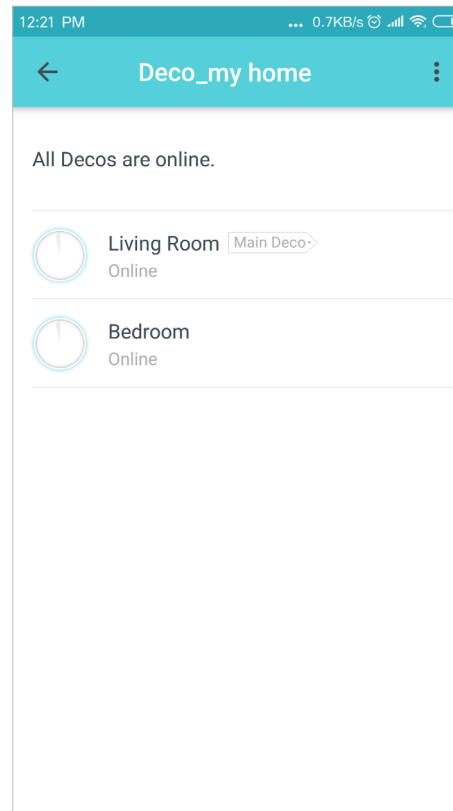 12:21 PM ... 0.7KB/s
Deco_my home
All Decos are online.
Living Room Main Deco
Online
Bedroom
Online